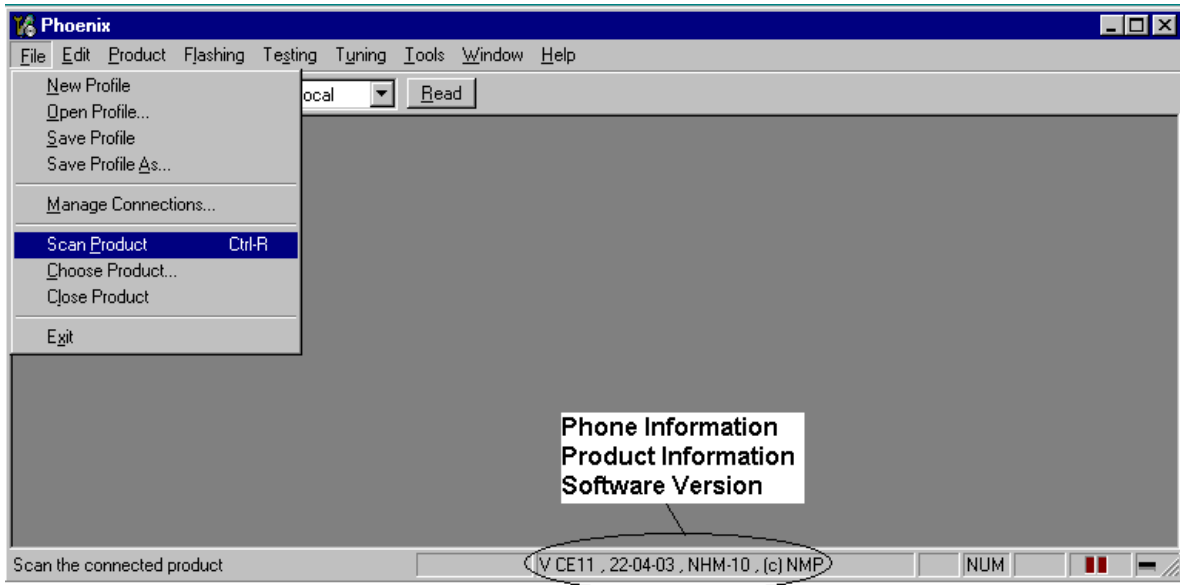 Phoenix
File Edit Product Flashing Testing Tuning Tools Window Help
New Profile
ocal Read
Open Profile...
Save Profile
Save Profile As...
Manage Connections...
Scan Product Ctrl-R
Choose Product...
Close Product
Exit
Phone Information
Product Information
Software Version
Scan the connected product V CE11 , 22-04-03 , NHM-10 , (c) NMP NUM